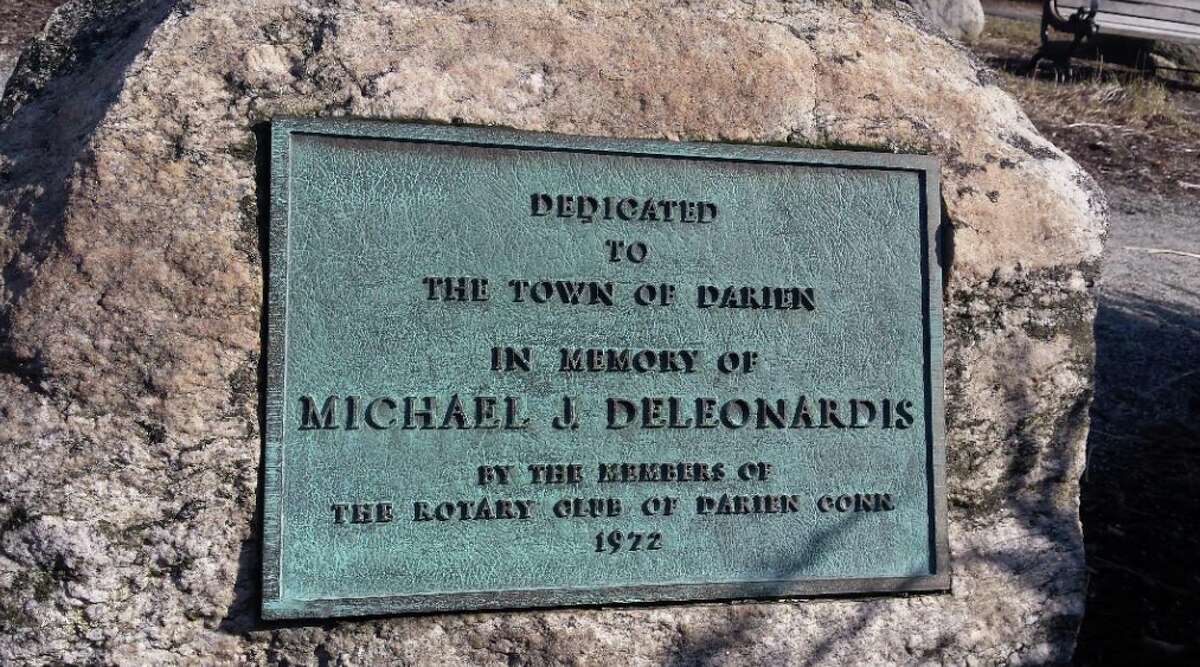 DEDICATED
TO
THE TOWN OF DARIEN
IN MEMORY OF
MICHAEL J. DELEONARDIS
BY THE MEMBERS OF
THE ROTARY CLUB OF DARIEN CONN.
1972